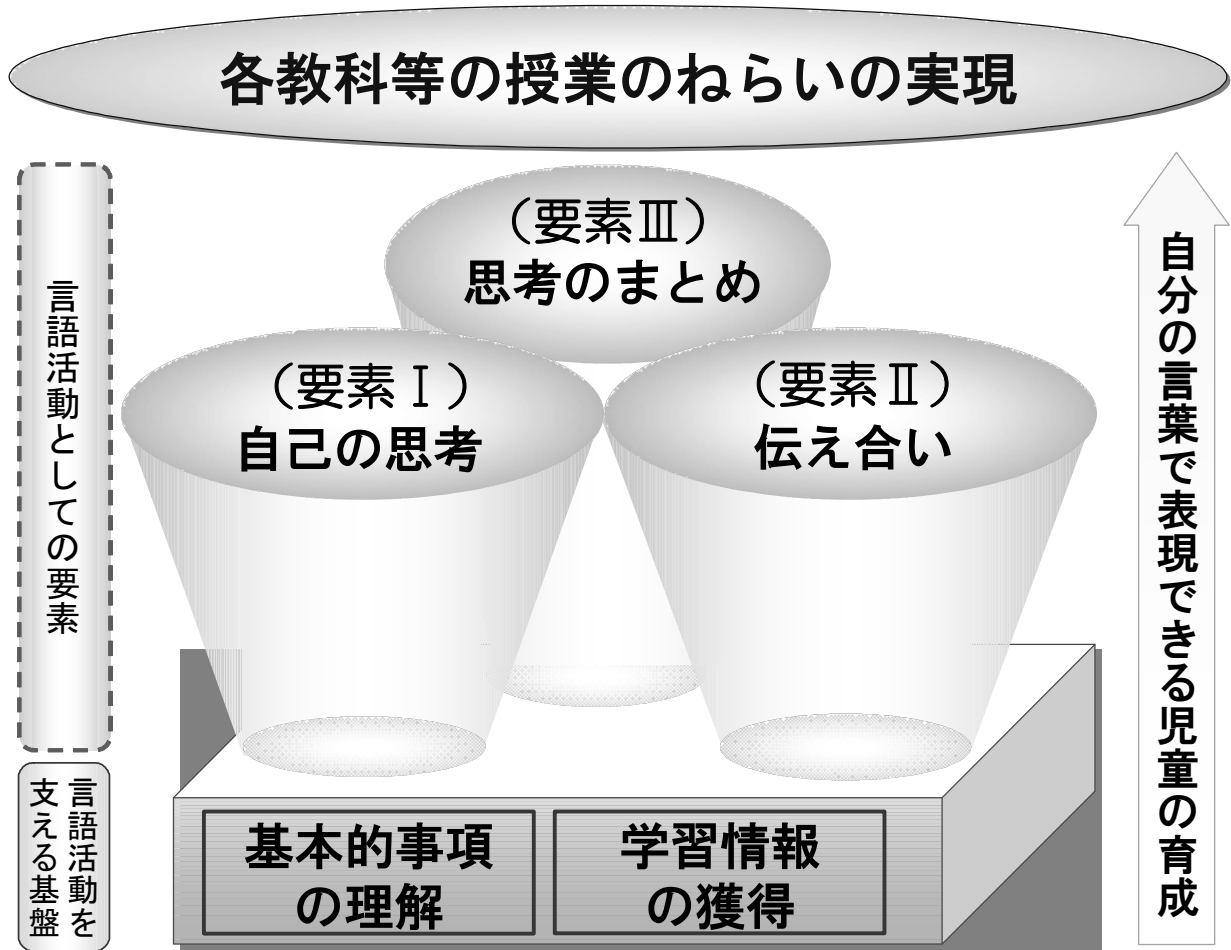 各教科等の授業のねらいの実現
(要素Ⅲ)
思考のまとめ
(要素Ⅰ)
自己の思考
(要素Ⅱ)
伝え合い
言語活動としての要素
言語活動を
支える基盤
基本的事項
の理解
学習情報
の獲得
自分の言葉で表現できる児童の育成